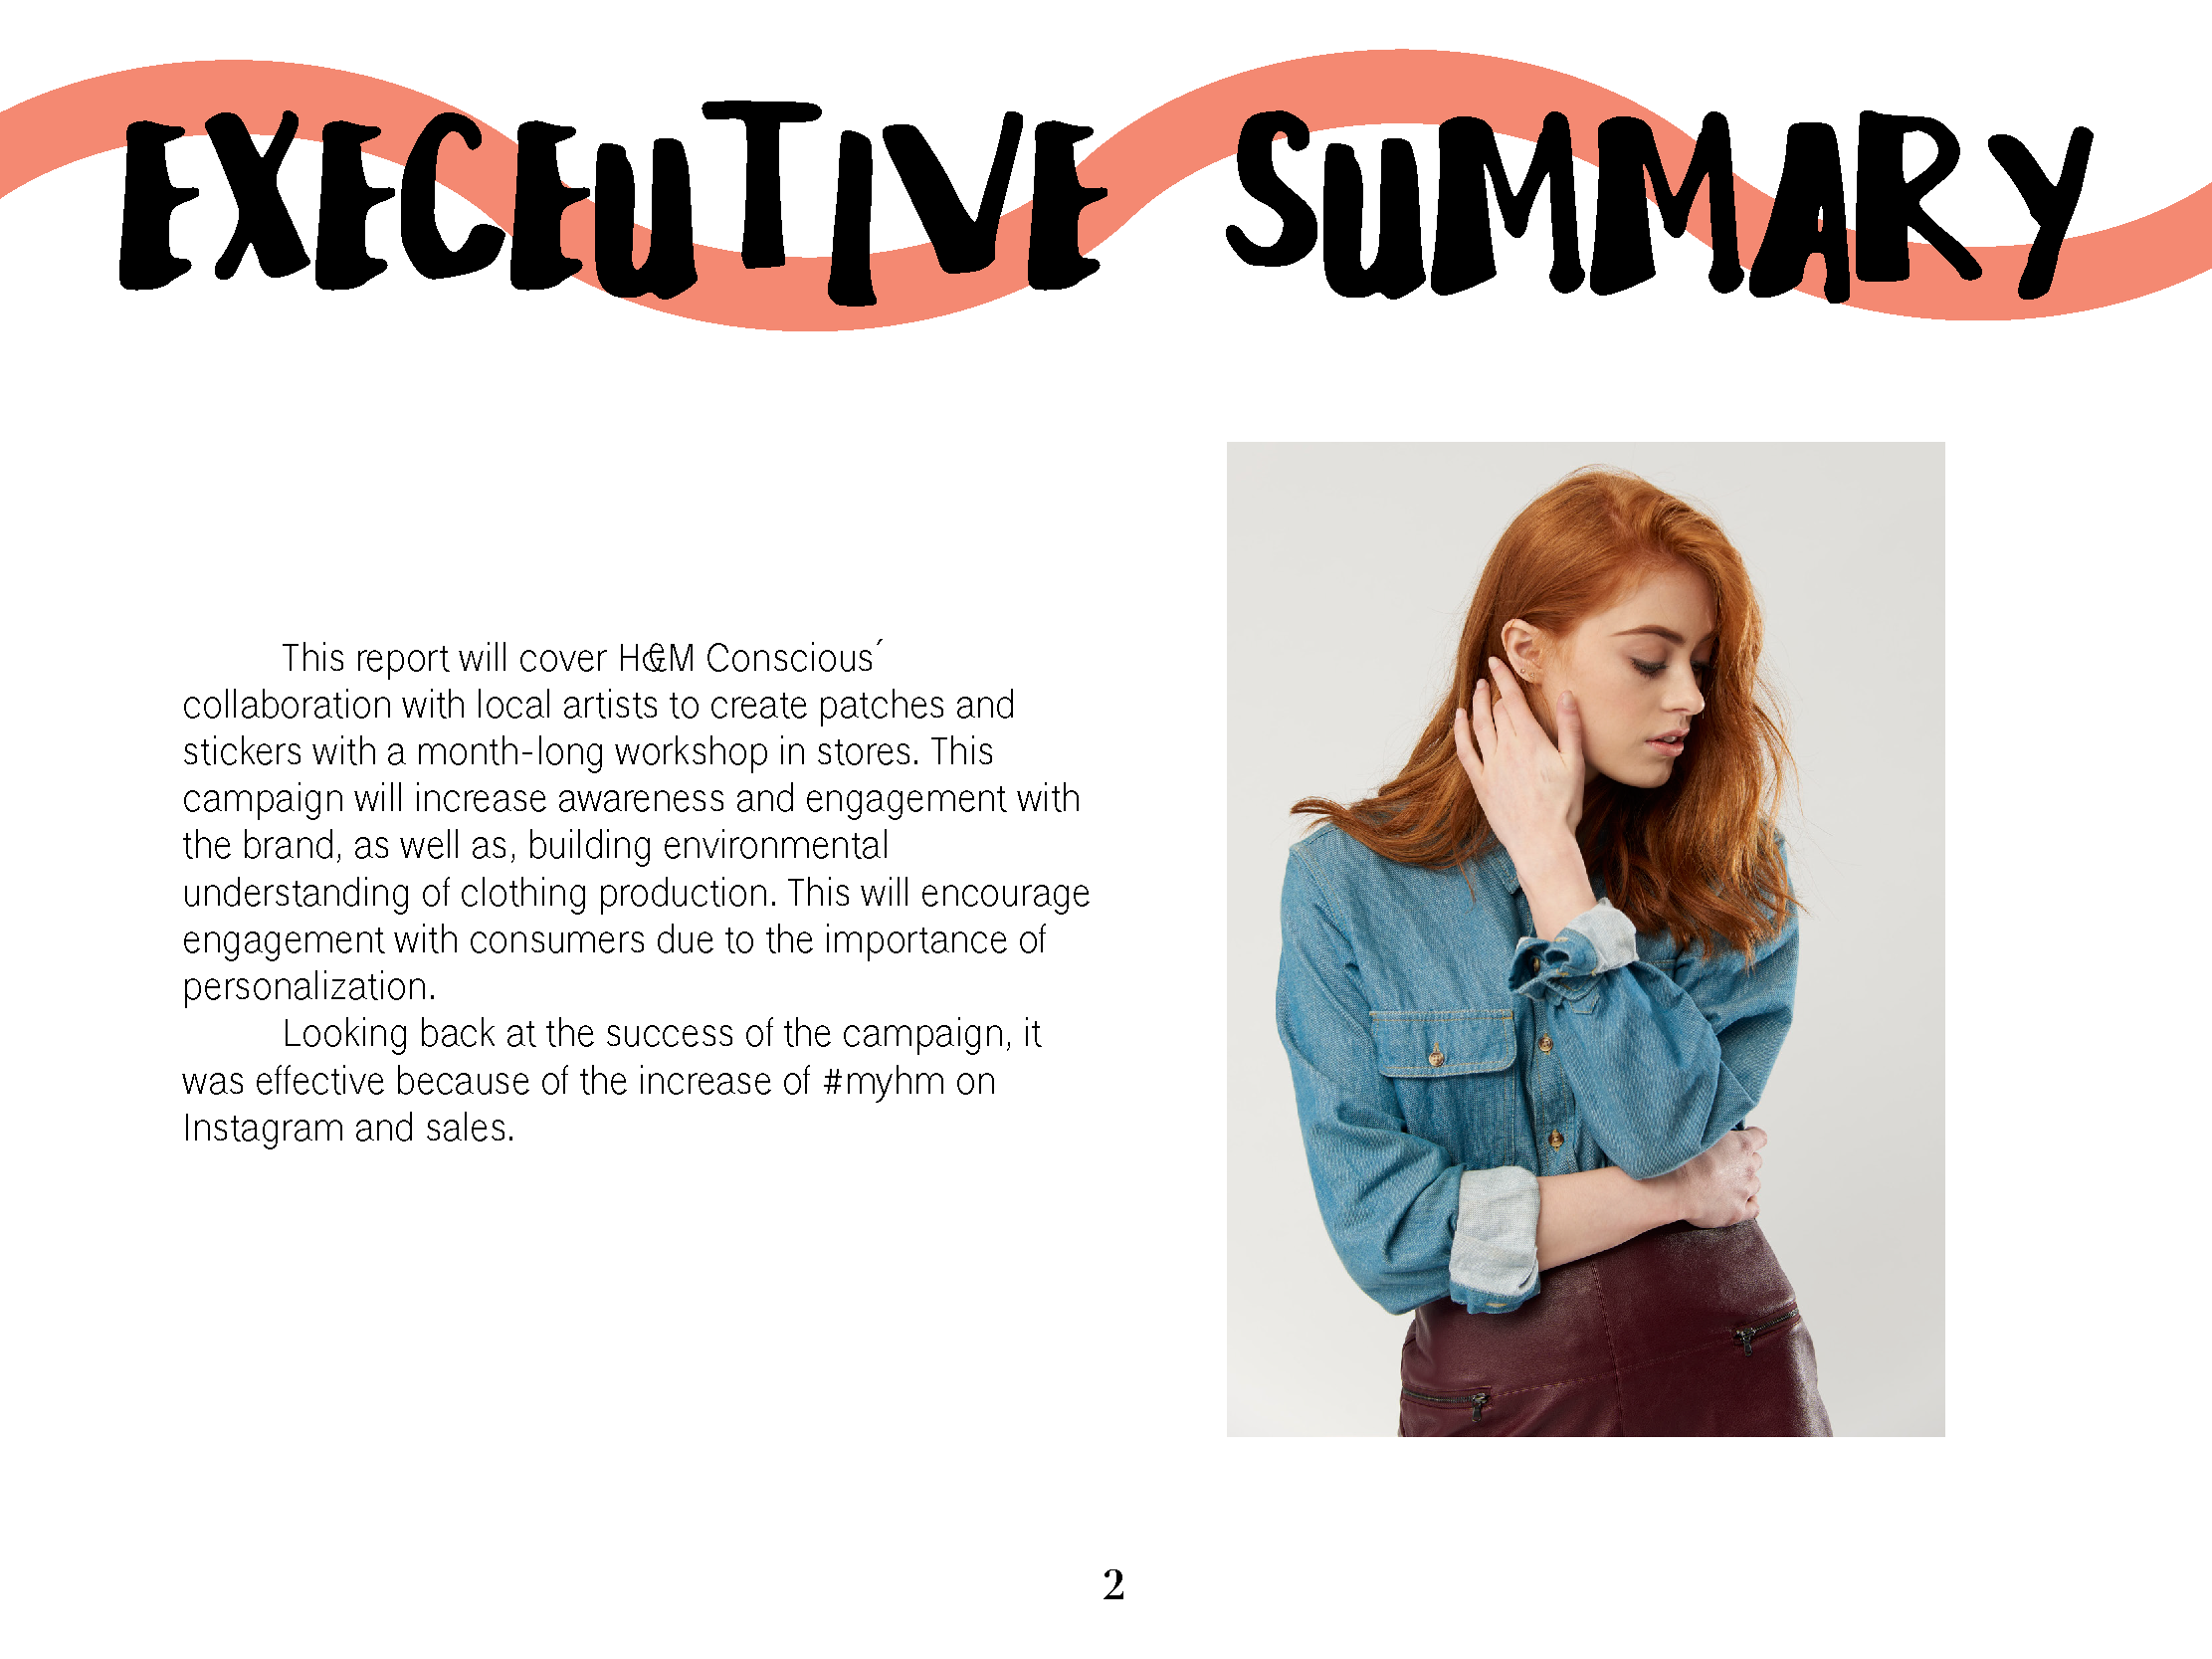 EXECEUTIVE SUMMARY
This report will cover H&M Conscious´
collaboration with local artists to create patches and
stickers with a month-long workshop in stores. This
campaign will increase awareness and engagement with
the brand, as well as, building environmental
understanding of clothing production. This will encourage
engagement with consumers due to the importance of
personalization.
Looking back at the success of the campaign, it
was effective because of the increase of #myhm on
Instagram and sales.
2